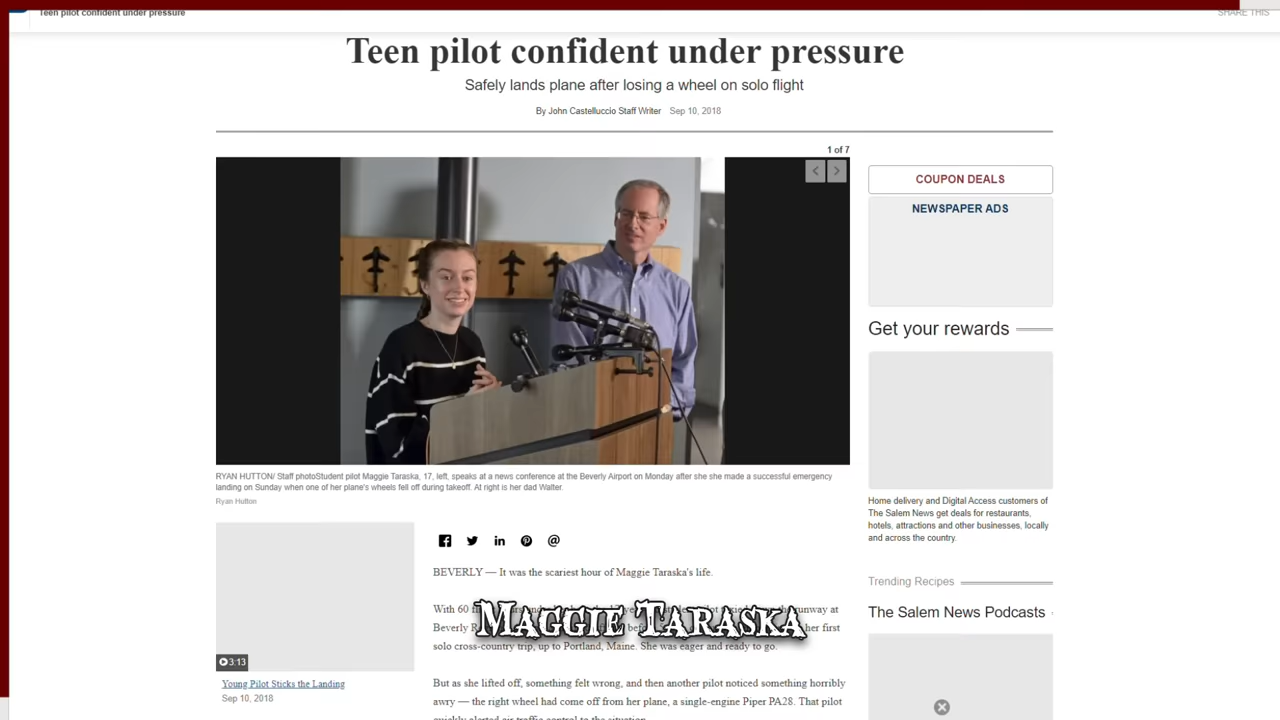 Teen pilot confident under pressure
SHARE THIS
Teen pilot confident under pressure
Safely lands plane after losing a wheel on solo flight
By John Castelluccio Staff Writer Sep 10, 2018
1 of 7
COUPON DEALS
NEWSPAPER ADS
Get your rewards
RYAN HUTTON/ Staff photoStudent pilot Maggie Taraska, 17, left, speaks at a news conference at the Beverly Airport on Monday after she she made a successful emergency
landing on Sunday when one of her plane's wheels fell off during takeoff. At right is her dad Walter.
Ryan Hutton
Home delivery and Digital Access customers of
The Salem News get deals for restaurants,
hotels, attractions and other businesses, locally
and across the country.
BEVERLY — It was the scariest hour of Maggie Taraska's life.
With 60
runway at
Beverly
her first
solo cross-country trip, up to Portland, Maine. She was eager and ready to go.
Maggie Taraska
But as she lifted off, something felt wrong, and then another pilot noticed something horribly
awry — the right wheel had come off from her plane, a single-engine Piper PA28. That pilot
quickly alerted air traffic control to the situation.
3:13
Young Pilot Sticks the Landing
Sep 10, 2018
Trending Recipes
The Salem News Podcasts